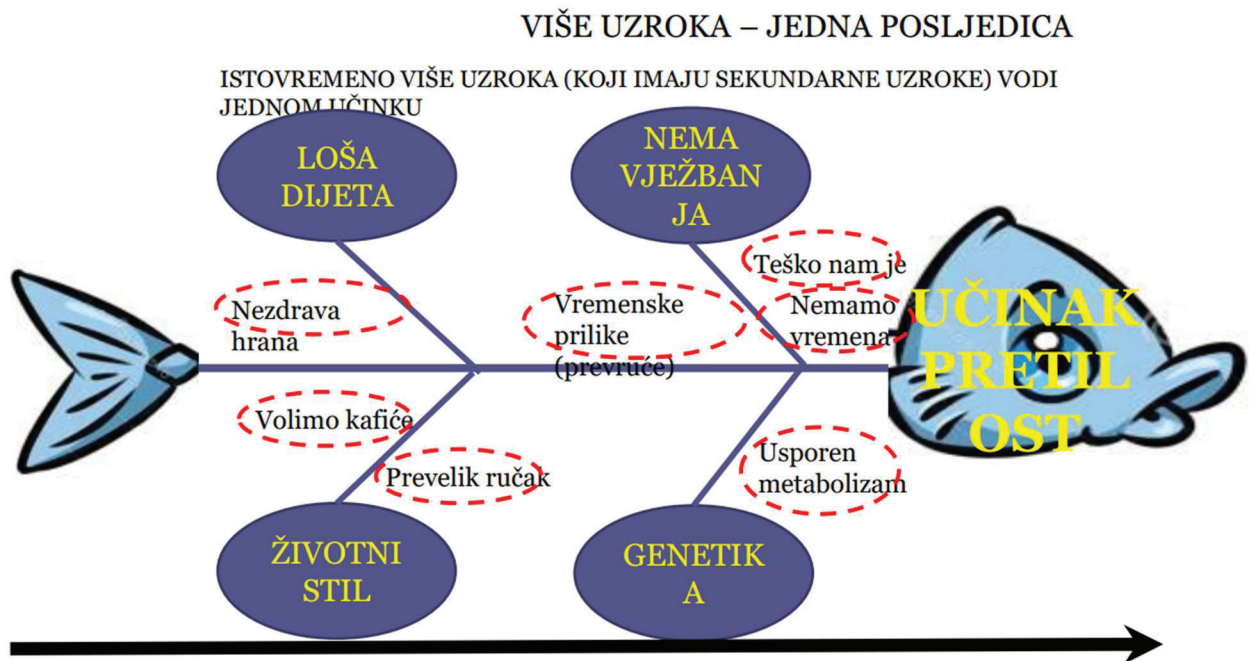 VIŠE UZROKA – JEDNA POSLJEDICA
ISTOVREMENO VIŠE UZROKA (KOJI IMAJU SEKUNDARNE UZROKE) VODI
JEDNOM UČINKU
LOŠA
DIJETA
NEMA
VJEŽBAN
JA
Teško nam je
Nezdrava
hrana
Vremenske
prilike
(prevruće)
Nemamo
vremena
UČINAK
PRETIL
OST
Volimo kafiće
Prevelik ručak
Usporen
metabolizam
ŽIVOTNI
STIL
GENETIK
A